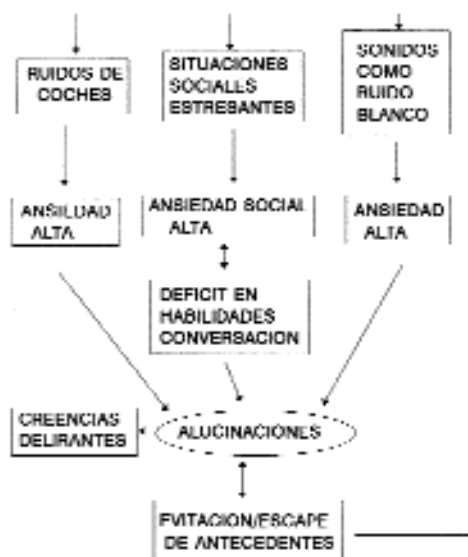 RUIDOS DE
COCHES
SITUACIONES
SOCIALES
ESTRESANTES
SONIDOS
COMO
RUIDO
BLANCO
ANSIEDAD
ALTA
ANSIEDAD SOCIAL
ALTA
ANSIEDAD
ALTA
DEFICIT EN
HABILIDADES
CONVERSACION
CREENCIAS
DELIRANTES
ALUCINACIONES
EVITACION/ESCAPE
DE ANTECEDENTES